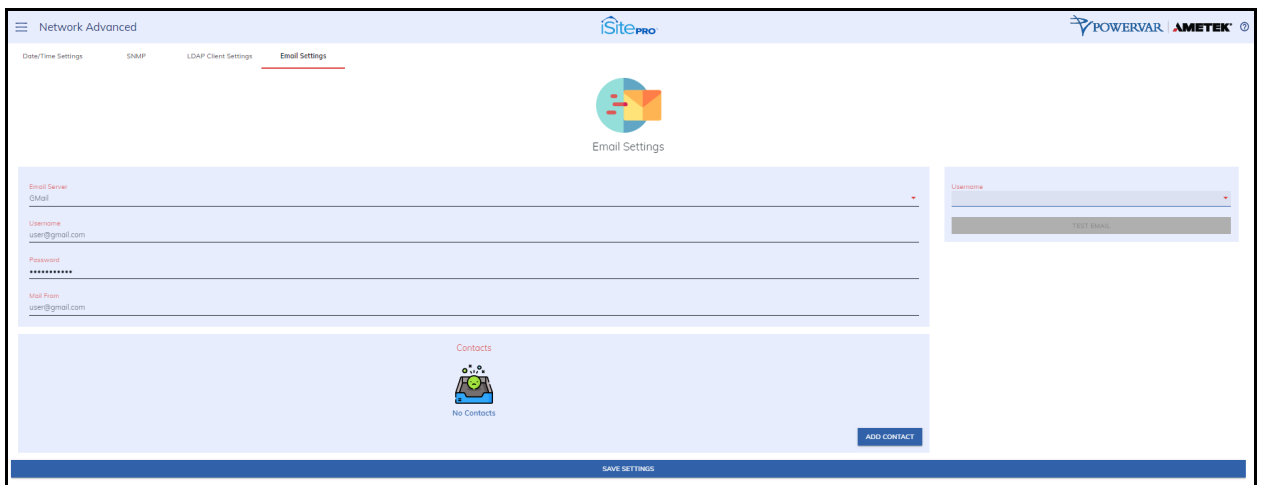 Network Advanced
iSite PRO
POWERVAR | AMETEK
Date/Time Settings SNMP LDAP Client Settings Email Settings
Email Settings
Email Server
GMail
Username
user@gmail.com
Password
•••••••••••
Mail From
user@gmail.com
Username
TEST EMAIL
Contacts
No Contacts
ADD CONTACT
SAVE SETTINGS